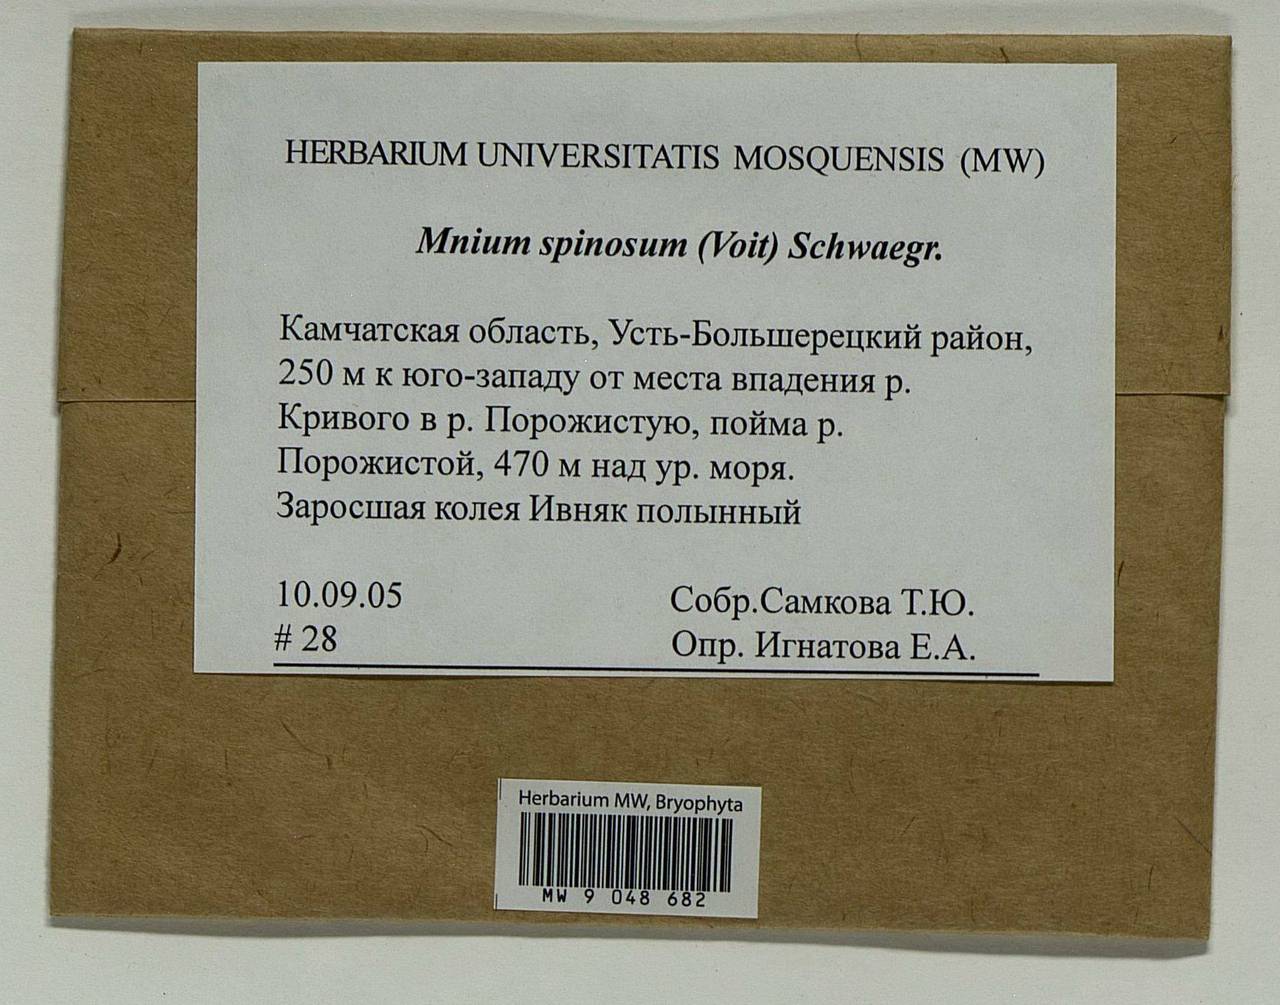 HERBARIUM UNIVERSITATIS MOSQUENSIS (MW)
Mnium spinosum (Voit) Schwaegr.
Камчатская область, Усть-Большерецкий район,
250 м к юго-западу от места впадения р.
Кривого в р. Порожистую, пойма р.
Порожистой, 470 м над ур. моря.
Заросшая колея Ивняк полынный
10.09.05 Собр.Самкова Т.Ю.
# 28 Опр. Игнатова Е.А.
Herbarium MW, Bryophyta
MW 9 048 682